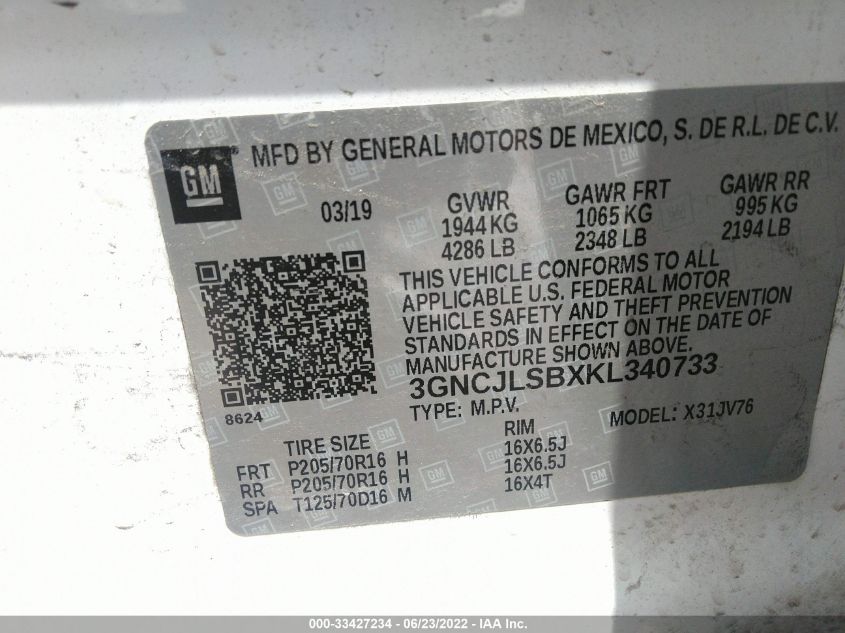 GM
MFD BY GENERAL MOTORS DE MEXICO, S. DE R.L. DE C.V.
03/19
GVWR GAWR FRT GAWR RR
1944 KG 1065 KG 995 KG
4286 LB 2348 LB 2194 LB
THIS VEHICLE CONFORMS TO ALL
APPLICABLE U.S. FEDERAL MOTOR
VEHICLE SAFETY AND THEFT PREVENTION
STANDARDS IN EFFECT ON THE DATE OF
MANUFACTURE SHOWN ABOVE.
3GNCJLSBXKL340733
8624
TYPE: M.P.V. MODEL: X31JV76
TIRE SIZE RIM
FRT P205/70R16 H 16X6.5J
RR P205/70R16 H 16X6.5J
SPA T125/70D16 M 16X4T
000-33427234 - 06/23/2022 - IAA Inc.